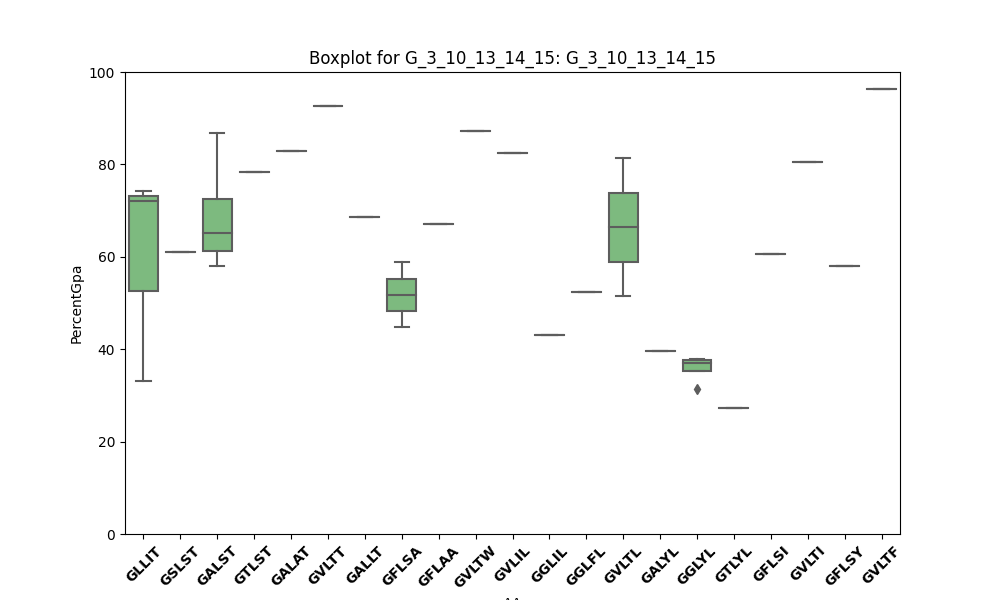 Boxplot for G_3_10_13_14_15: G_3_10_13_14_15
100
80
60
40
20
0
PercentGpa
GLLIT
GSLST
GALST
GTLST
GALAT
GVLTT
GALLT
GFLSA
GFLAA
GVLTW
GVLIL
GGLIL
GGLFL
GVLTL
GALYL
GGLYL
GTLYL
GFLSI
GVLTI
GFLSY
GVLTF